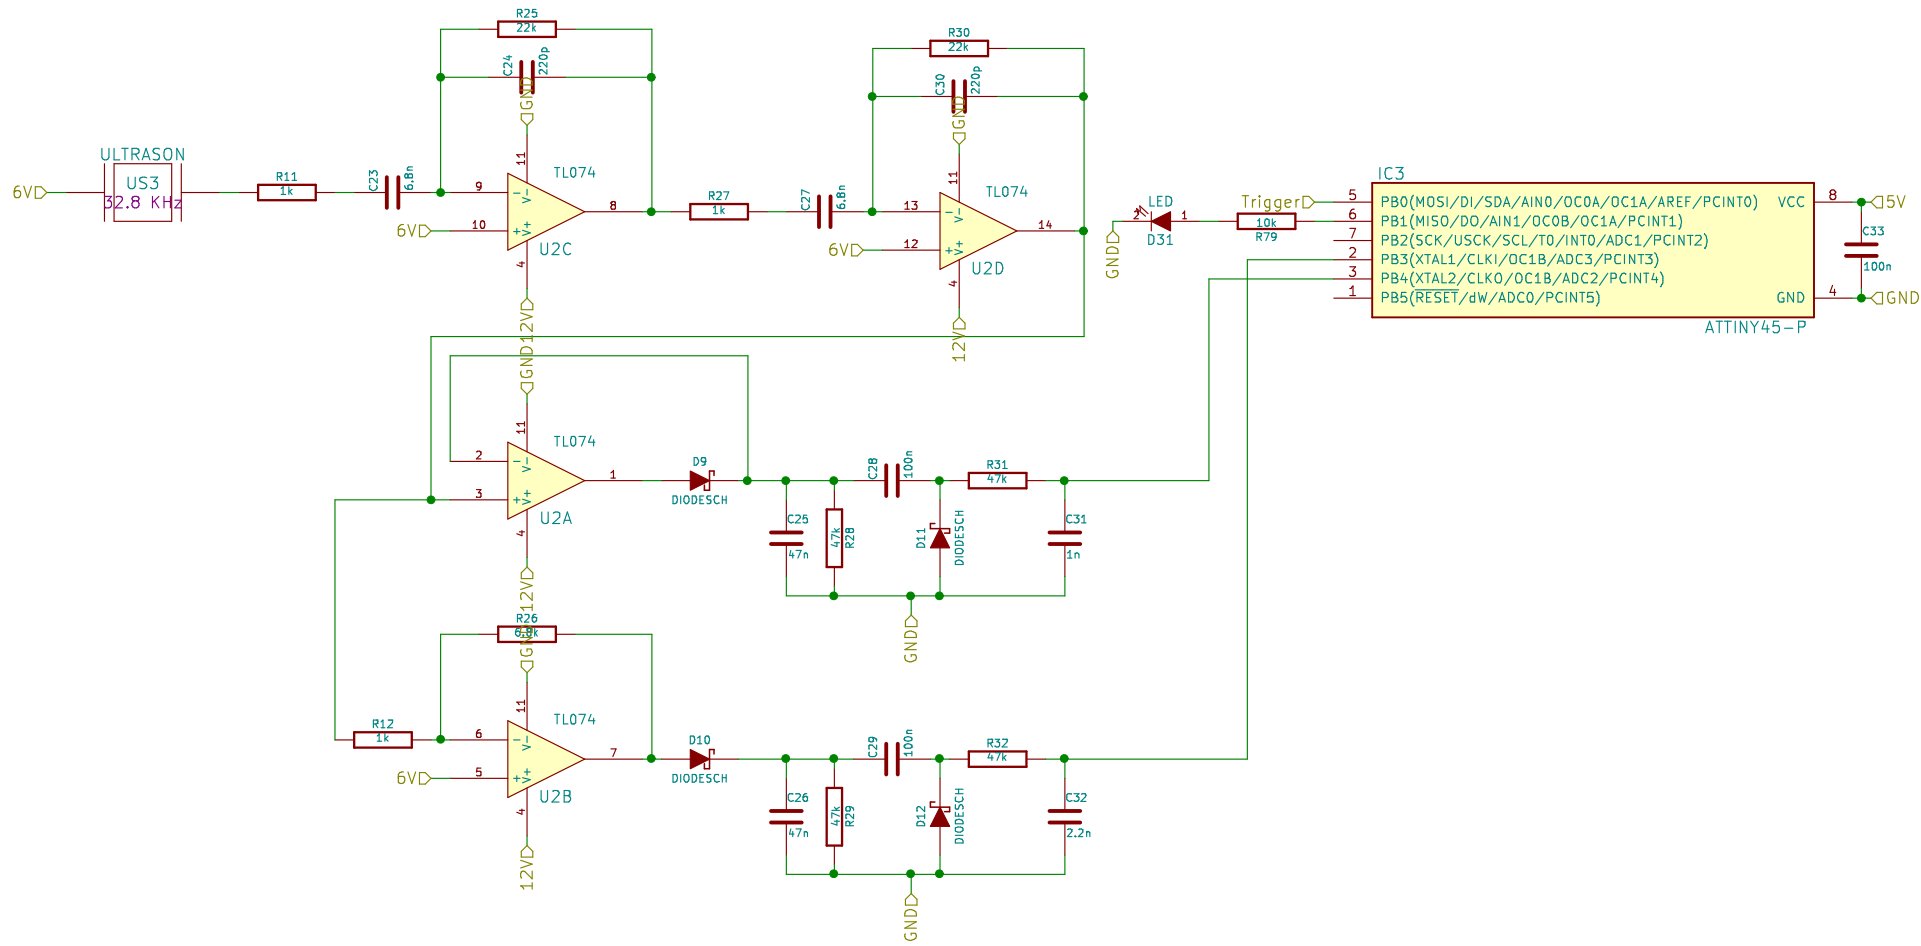 R25
22k
C24
220p
GND
ULTRASON
US3
32.8 KHz
6V
R11
1k
C23
6.8n
11
TL074
9
10
8
V-
V+
6V
4
U2C
12V
R30
22k
C30
220p
GND
R27
1k
C27
6.8n
11
TL074
13
12
14
V-
V+
6V
4
U2D
12V
LED
2
1
D31
GND
Trigger
10k
R79
IC3
5
PB0(MOSI/DI/SDA/AIN0/OC0A/OC1A/AREF/PCINT0)
6
PB1(MISO/DO/AIN1/OC0B/OC1A/PCINT1)
7
PB2(SCK/USCK/SCL/T0/INT0/ADC1/PCINT2)
2
PB3(XTAL1/CLKI/OC1B/ADC3/PCINT3)
3
PB4(XTAL2/CLKO/OC1B/ADC2/PCINT4)
1
PB5(RESET/dW/ADC0/PCINT5)
VCC
8
5V
GND
4
GND
C33
100n
ATTINY45-P
GND
11
TL074
2
3
1
V-
V+
4
U2A
12V
D9
DIODESCH
C25
47n
47k
R28
C28
100n
D11
DIODESCH
R31
47k
C31
1n
GND
R26
6.8k
GND
11
TL074
R12
1k
6
5
7
V-
V+
6V
4
U2B
12V
D10
DIODESCH
C26
47n
47k
R29
C29
100n
D12
DIODESCH
R32
47k
C32
2.2n
GND